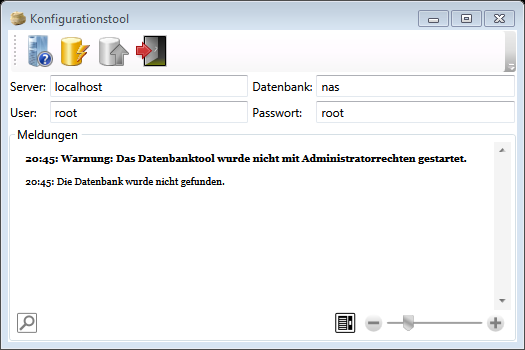 Konfigurationstool
Server: localhost Datenbank: nas
User: root Passwort: root
Meldungen
20:45: Warnung: Das Datenbanktool wurde nicht mit Administratorrechten gestartet.
20:45: Die Datenbank wurde nicht gefunden.